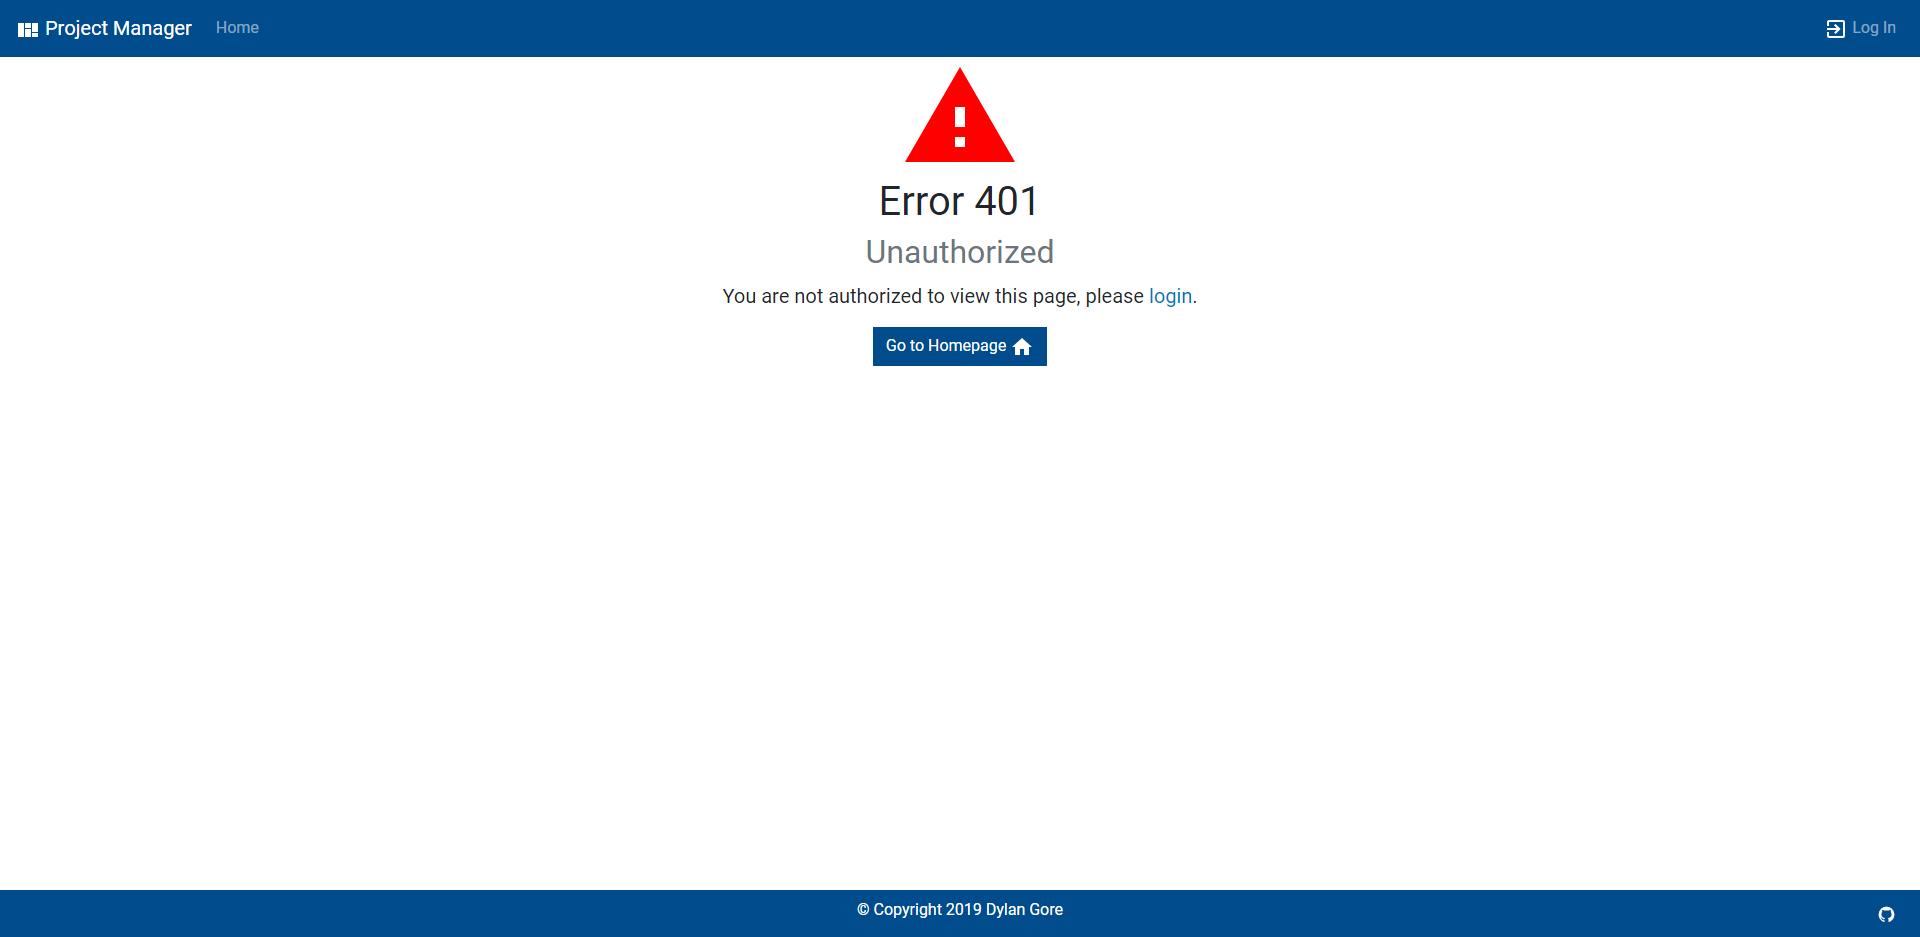 Project Manager Home Log In
Error 401
Unauthorized
You are not authorized to view this page, please login.
Go to Homepage
© Copyright 2019 Dylan Gore